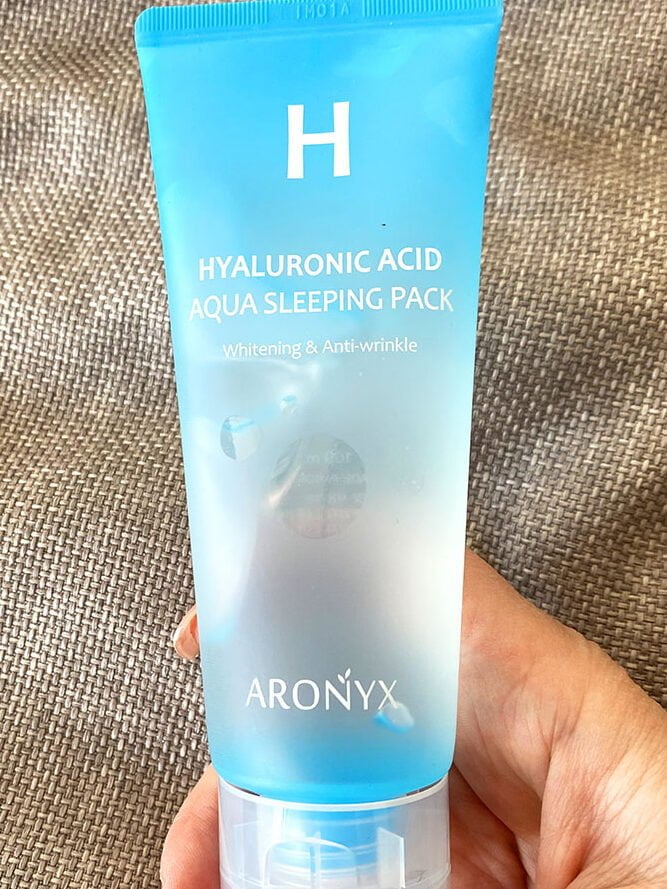 H
HYALURONIC ACID
AQUA SLEEPING PACK
Whitening & Anti-wrinkle
ARONYX